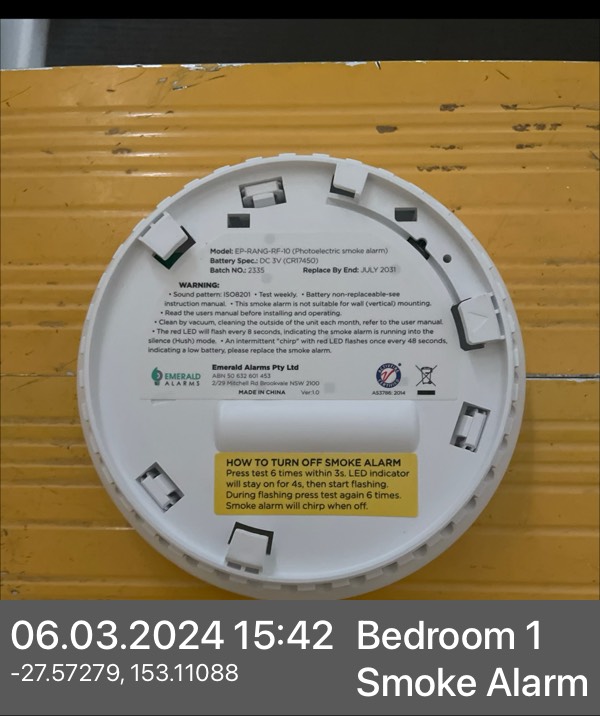 Model: EP-RANG-RF-10 (Photoelectric smoke alarm)
Battery Spec.: DC 3V (CR17450)
Batch NO.: 2335 Replace By End: JULY 2031
WARNING:
• Sound pattern: ISO8201 • Test weekly, • Battery non-replaceable-see
instruction manual. • This smoke alarm is not suitable for wall (vertical) mounting.
• Read the users manual before installing and operating.
• Clean by vacuum, cleaning the outside of the unit each month, refer to the user manual.
• The red LED will flash every 8 seconds, indicating the smoke alarm is running into the
silence (Hush) mode. • An intermittent "chirp" with red LED flashes once every 48 seconds,
indicating a low battery, please replace the smoke alarm.
EMERALD
ALARMS
Emerald Alarms Pty Ltd
ABN 50 632 601 453
2/29 Mitchell Rd Brookvale NSW 2100
MADE IN CHINA Ver:1.0
AS3786: 2014
HOW TO TURN OFF SMOKE ALARM
Press test 6 times within 3s. LED indicator
will stay on for 4s, then start flashing.
During flashing press test again 6 times.
Smoke alarm will chirp when off.
06.03.2024 15:42
-27.57279, 153.11088
Bedroom 1
Smoke Alarm